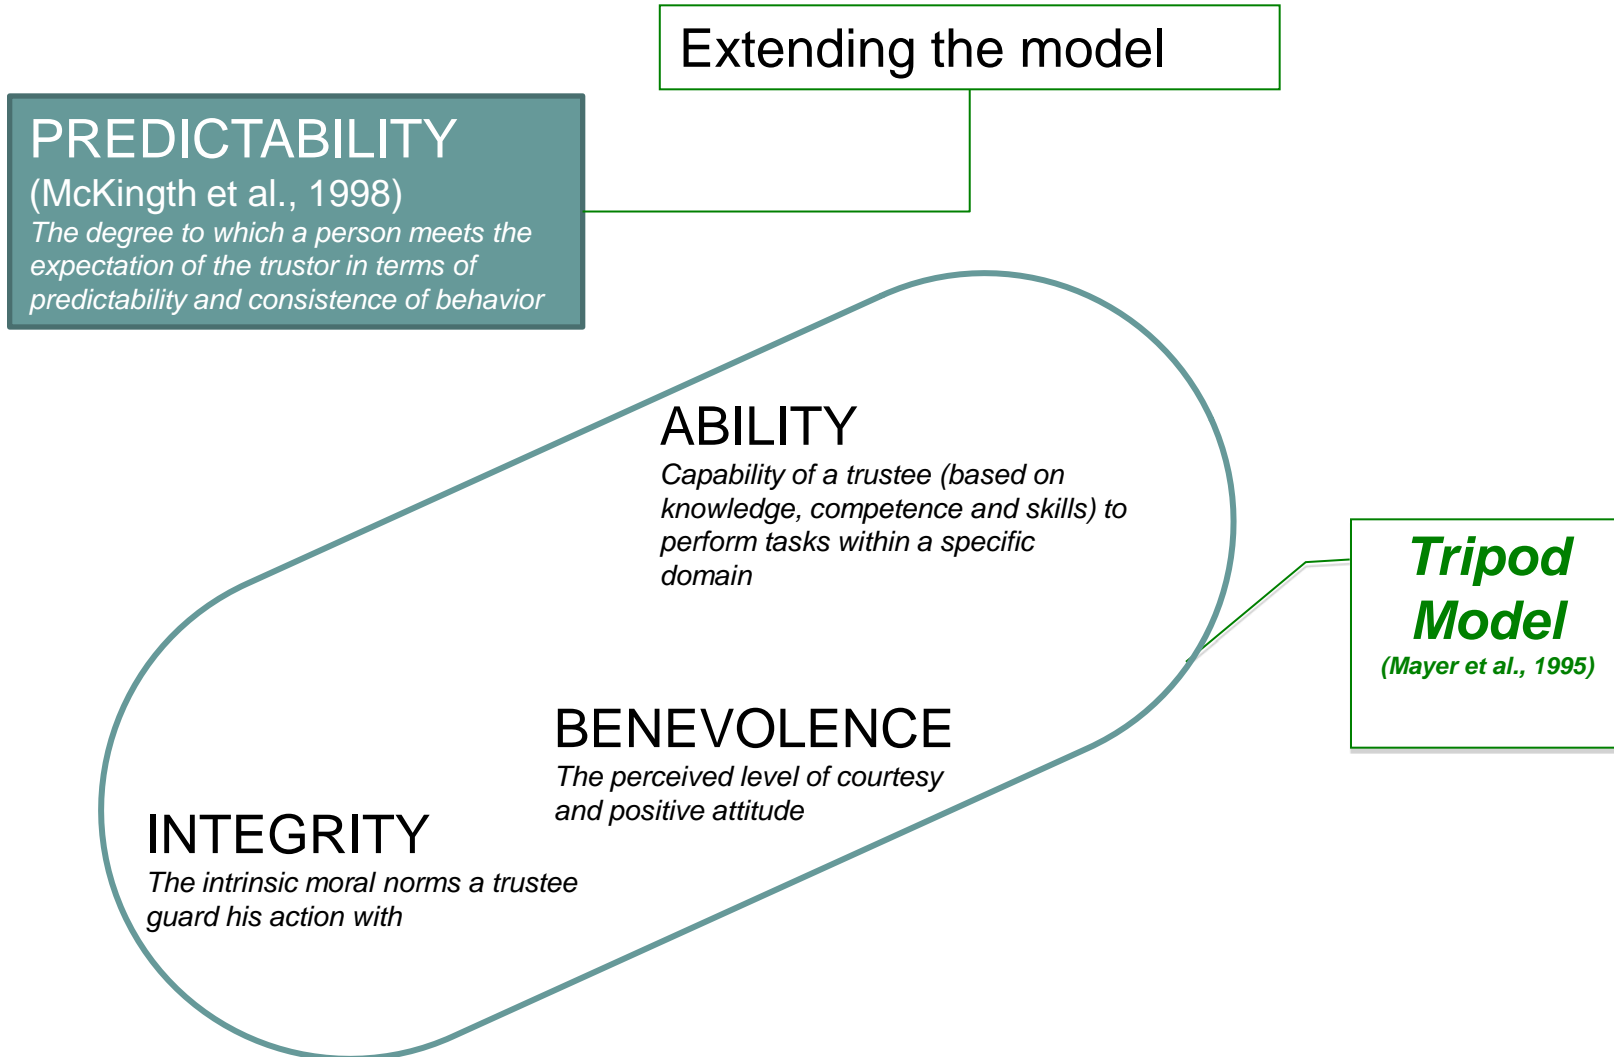 Extending the model
PREDICTABILITY
(McKingth et al., 1998)
The degree to which a person meets the
expectation of the trustor in terms of
predictability and consistence of behavior
ABILITY
Capability of a trustee (based on
knowledge, competence and skills) to
perform tasks within a specific
domain
Tripod
Model
(Mayer et al., 1995)
BENEVOLENCE
The perceived level of courtesy
and positive attitude
INTEGRITY
The intrinsic moral norms a trustee
guard his action with